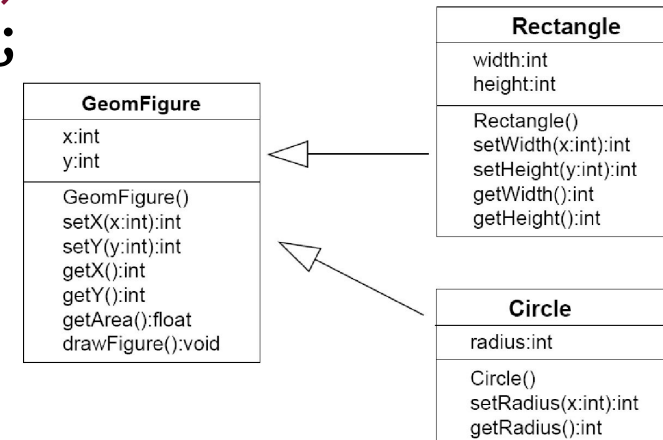 ;
GeomFigure
x:int
y:int
GeomFigure()
setX(x:int):int
setY(y:int):int
getX():int
getY():int
getArea():float
drawFigure():void
Rectangle
width:int
height:int
Rectangle()
setWidth(x:int):int
setHeight(y:int):int
getWidth():int
getHeight():int
Circle
radius:int
Circle()
setRadius(x:int):int
getRadius():int